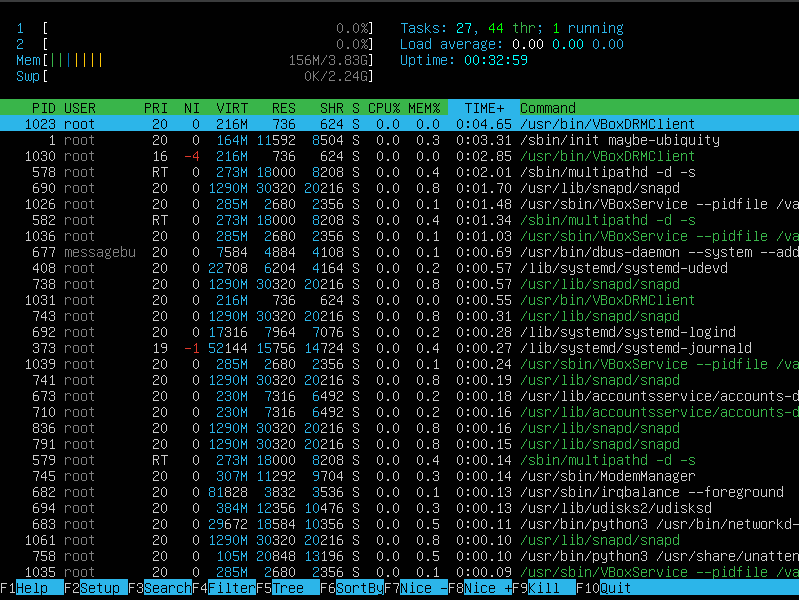 1 [ 0.0%] Tasks: 27, 44 thr; 1 running
2 [ 0.0%] Load average: 0.00 0.00 0.00
Mem[||||||| 156M/3.83G] Uptime: 00:32:59
Swp[ 0K/2.24G]
PID USER PRI NI VIRT RES SHR S CPU% MEM% TIME+ Command
1023 root 20 0 216M 736 624 S 0.0 0.0 0:04.65 /usr/bin/VBoxDRMClient
1 root 20 0 164M 11592 8504 S 0.0 0.3 0:03.31 /sbin/init maybe-ubiquity
1030 root 16 -4 216M 736 624 S 0.0 0.0 0:02.85 /usr/bin/VBoxDRMClient
578 root RT 0 273M 18000 8208 S 0.0 0.4 0:02.01 /sbin/multipathd -d -s
690 root 20 0 1290M 30320 20216 S 0.0 0.8 0:01.70 /usr/lib/snapd/snapd
1026 root 20 0 285M 2680 2356 S 0.0 0.1 0:01.48 /usr/sbin/VBoxService --pidfile /va
582 root RT 0 273M 18000 8208 S 0.0 0.4 0:01.34 /sbin/multipathd -d -s
1036 root 20 0 285M 2680 2356 S 0.0 0.1 0:01.03 /usr/sbin/VBoxService --pidfile /va
677 messagebu 20 0 7584 4884 4108 S 0.0 0.1 0:00.69 /usr/bin/dbus-daemon --system --add
408 root 20 0 22708 6204 4164 S 0.0 0.2 0:00.57 /lib/systemd/systemd-udevd
738 root 20 0 1290M 30320 20216 S 0.0 0.8 0:00.57 /usr/lib/snapd/snapd
1031 root 20 0 216M 736 624 S 0.0 0.0 0:00.55 /usr/bin/VBoxDRMClient
743 root 20 0 1290M 30320 20216 S 0.0 0.8 0:00.31 /usr/lib/snapd/snapd
692 root 20 0 17316 7964 7076 S 0.0 0.2 0:00.28 /lib/systemd/systemd-logind
373 root 19 -1 52144 15756 14724 S 0.0 0.4 0:00.27 /lib/systemd/systemd-journald
1039 root 20 0 285M 2680 2356 S 0.0 0.1 0:00.24 /usr/sbin/VBoxService --pidfile /va
741 root 20 0 1290M 30320 20216 S 0.0 0.8 0:00.19 /usr/lib/snapd/snapd
673 root 20 0 230M 7316 6492 S 0.0 0.2 0:00.18 /usr/lib/accountsservice/accounts-d
710 root 20 0 230M 7316 6492 S 0.0 0.2 0:00.16 /usr/lib/accountsservice/accounts-d
836 root 20 0 1290M 30320 20216 S 0.0 0.8 0:00.16 /usr/lib/snapd/snapd
791 root 20 0 1290M 30320 20216 S 0.0 0.8 0:00.15 /usr/lib/snapd/snapd
579 root RT 0 273M 18000 8208 S 0.0 0.4 0:00.14 /sbin/multipathd -d -s
745 root 20 0 307M 11292 9704 S 0.0 0.3 0:00.14 /usr/sbin/ModemManager
682 root 20 0 81828 3832 3536 S 0.0 0.1 0:00.13 /usr/sbin/irqbalance --foreground
694 root 20 0 384M 12356 10476 S 0.0 0.3 0:00.13 /usr/lib/udisks2/udisksd
683 root 20 0 29672 18584 10356 S 0.0 0.5 0:00.11 /usr/bin/python3 /usr/bin/networkd-
1061 root 20 0 1290M 30320 20216 S 0.0 0.8 0:00.10 /usr/lib/snapd/snapd
758 root 20 0 105M 20848 13196 S 0.0 0.5 0:00.10 /usr/bin/python3 /usr/share/unatten
1035 root 20 0 285M 2680 2356 S 0.0 0.1 0:00.09 /usr/sbin/VBoxService --pidfile /va
F1Help F2Setup F3SearchF4FilterF5Tree F6SortByF7Nice -F8Nice +F9Kill F10Quit